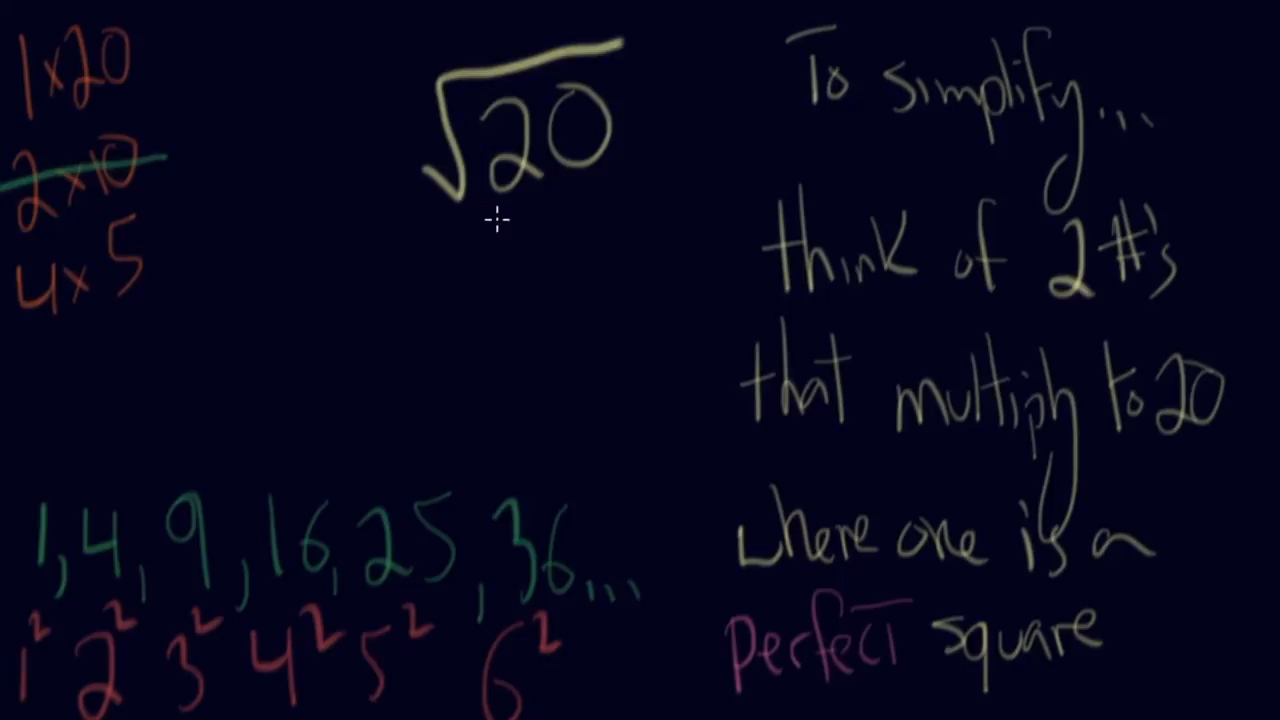 1x20
2x10
4x5
√20
To simplify...
think of 2 #'s
that multiply to 20
where one is a
perfect square
1, 4, 9, 16, 25, 36...
1² 2² 3² 4² 5² 6²